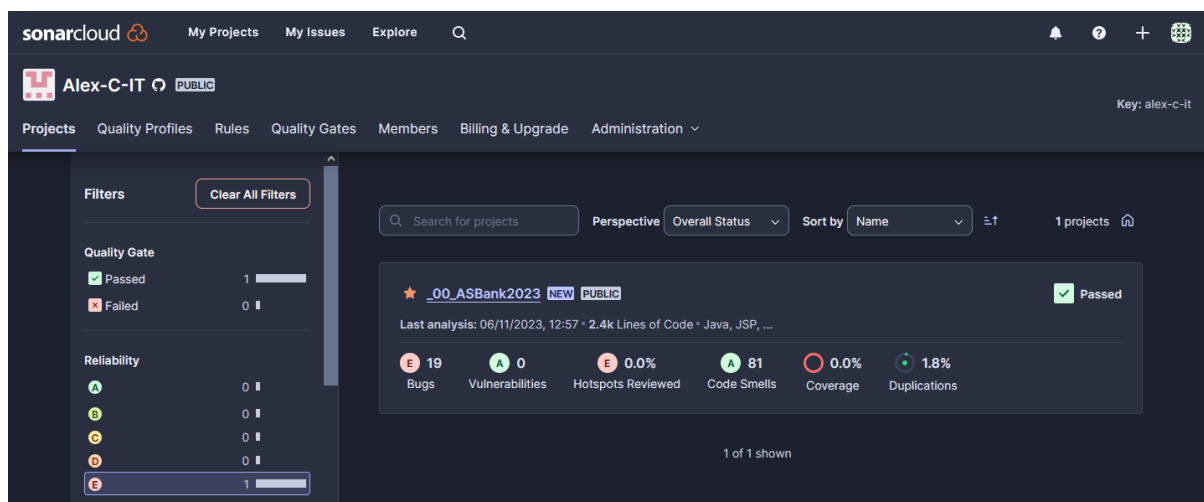 sonarcloud My Projects My Issues Explore
Alex-C-IT PUBLIC
Key: alex-c-it
Projects Quality Profiles Rules Quality Gates Members Billing & Upgrade Administration
Filters Clear All Filters
Quality Gate
Passed 1
Failed 0
Reliability
A 0
B 0
C 0
D 0
E 1
Search for projects Perspective Overall Status Sort by Name 1 projects
_00_ASBank2023 NEW PUBLIC Passed
Last analysis: 06/11/2023, 12:57 • 2.4k Lines of Code • Java, JSP, ...
E 19 A 0 E 0.0% A 81 0.0% 1.8%
Bugs Vulnerabilities Hotspots Reviewed Code Smells Coverage Duplications
1 of 1 shown